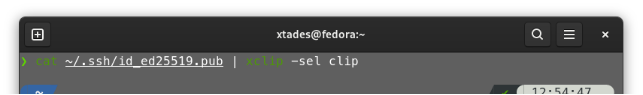 xtades@fedora:~
❯ cat ~/.ssh/id_ed25519.pub | xclip -sel clip
~ ✔ 12:54:47